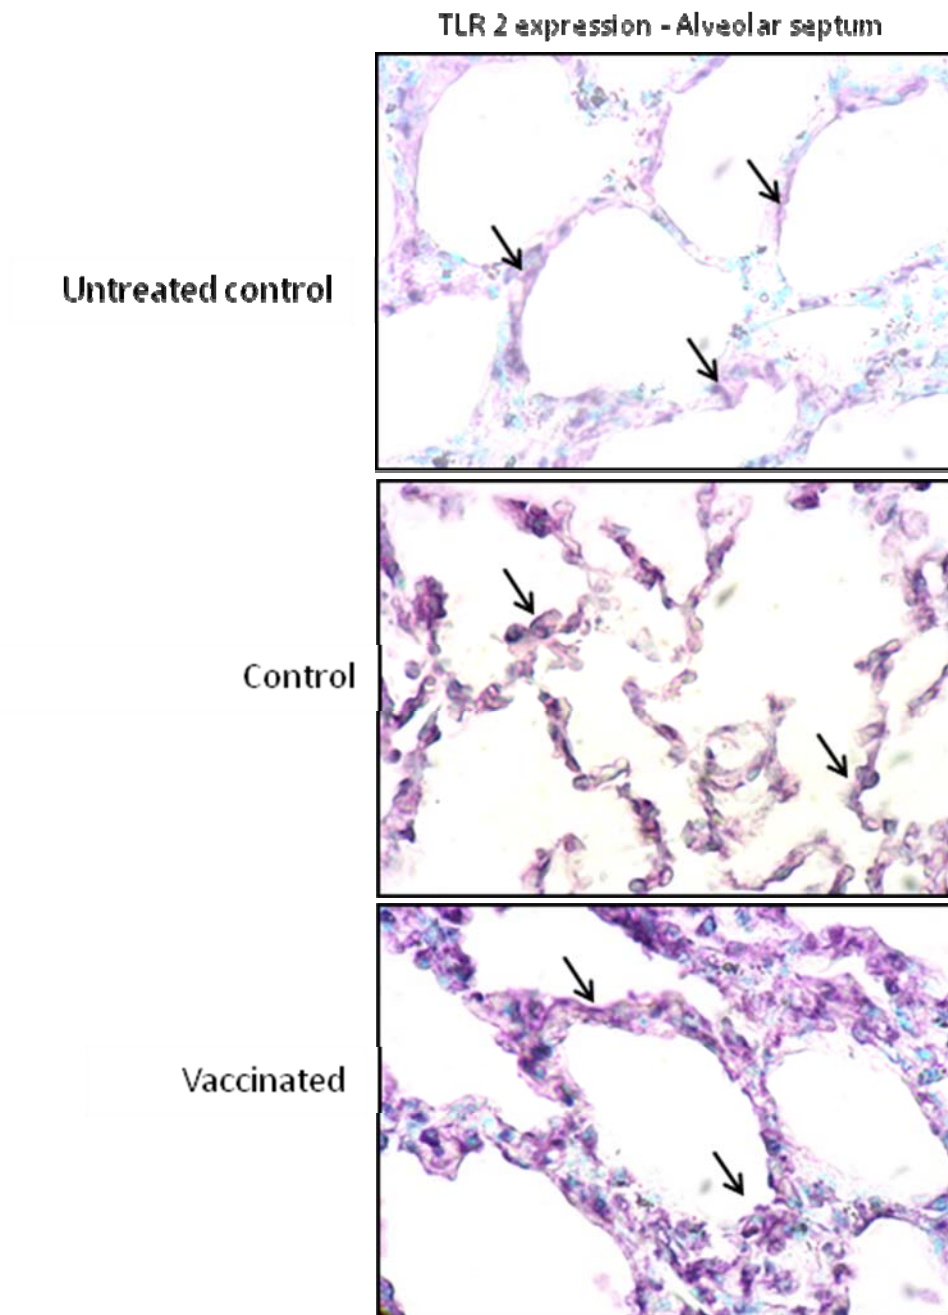 TLR 2 expression - Alveolar septum
Untreated control
Control
Vaccinated